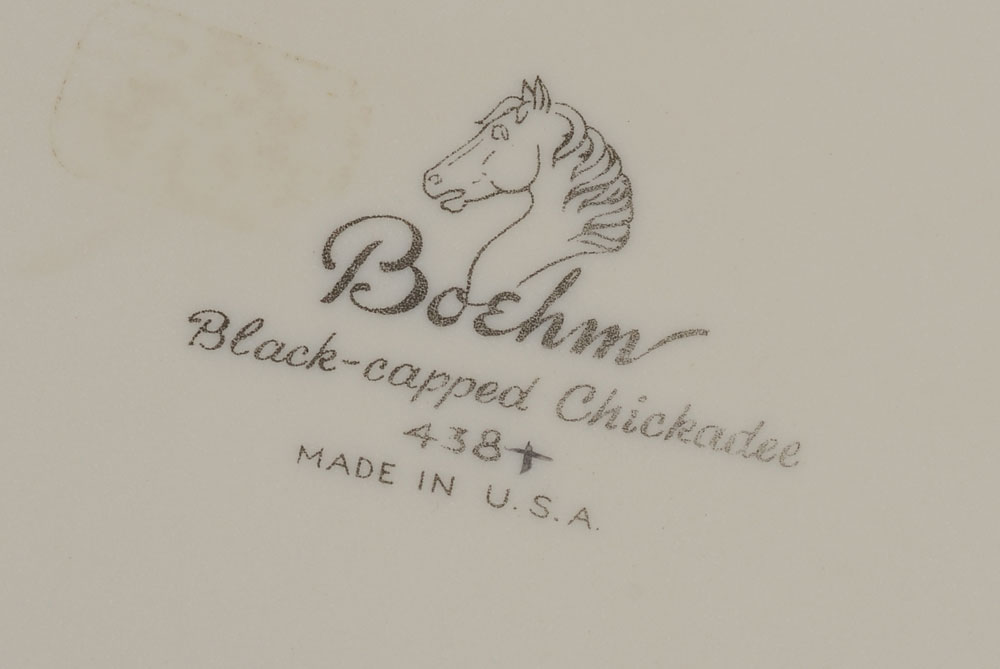 Boehm
Black-capped Chickadee
438+
MADE IN U.S.A.